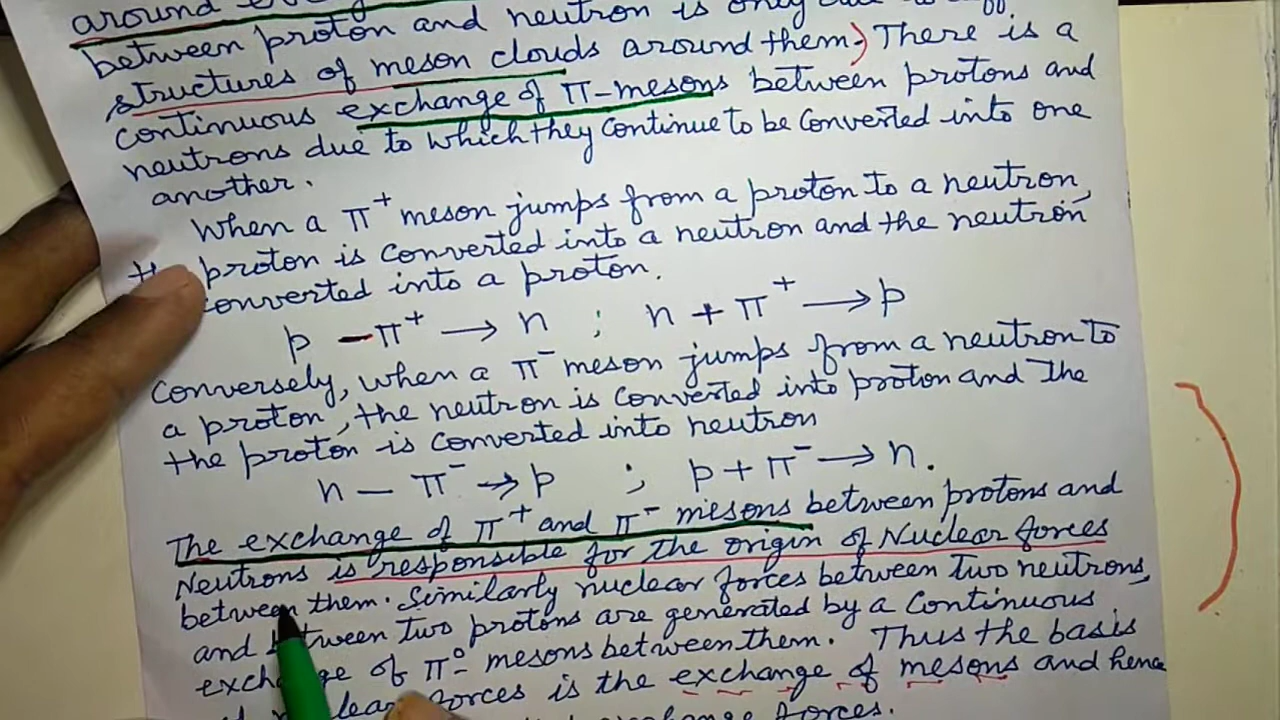 around
between proton and neutron is only
structures of meson clouds around them.) There is a
continuous exchange of π-mesons between protons and
neutrons due to which they continue to be converted into one
another.
When a π⁺ meson jumps from a proton to a neutron,
proton is converted into a neutron and the neutron
converted into a proton.
p − π⁺ → n ; n + π⁺ → p
Conversely, when a π⁻ meson jumps from a neutron to
a proton, the neutron is converted into proton and the
the proton is converted into neutron
n − π⁻ → p ; p + π⁻ → n.
The exchange of π⁺ and π⁻ mesons between protons and
Neutrons is responsible for the origin of Nuclear forces
between them. Similarly nuclear forces between two neutrons,
and between two protons are generated by a continuous
exchange of π⁰- mesons between them. Thus the basis
forces is the exchange of mesons and hence
forces.